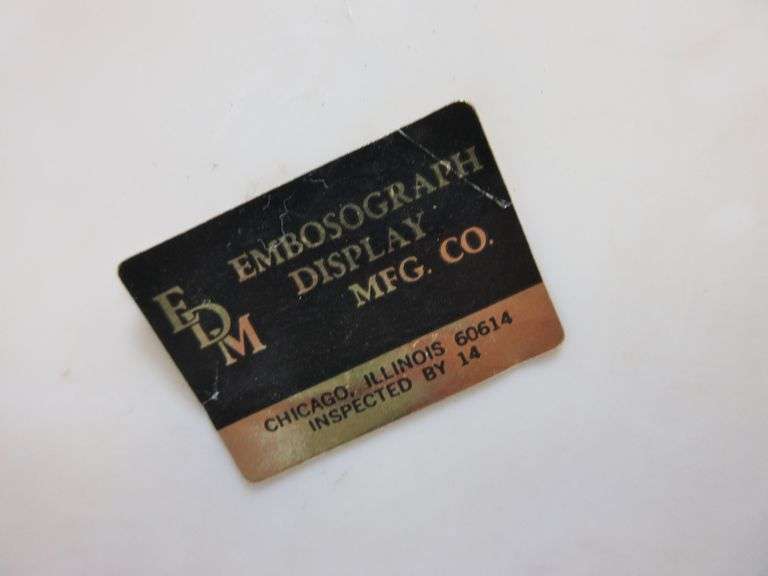 EDM
EMBOSOGRAPH
DISPLAY
MFG. CO.
CHICAGO, ILLINOIS 60614
INSPECTED BY 14